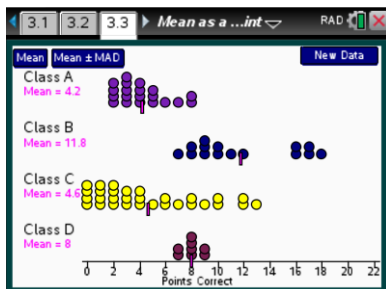 3.1 3.2 3.3 Mean as a ...int RAD
Mean Mean ± MAD New Data
Class A
Mean = 4.2
Class B
Mean = 11.8
Class C
Mean = 4.6
Class D
Mean = 8
0 2 4 6 8 10 12 14 16 18 20 22
Points Correct